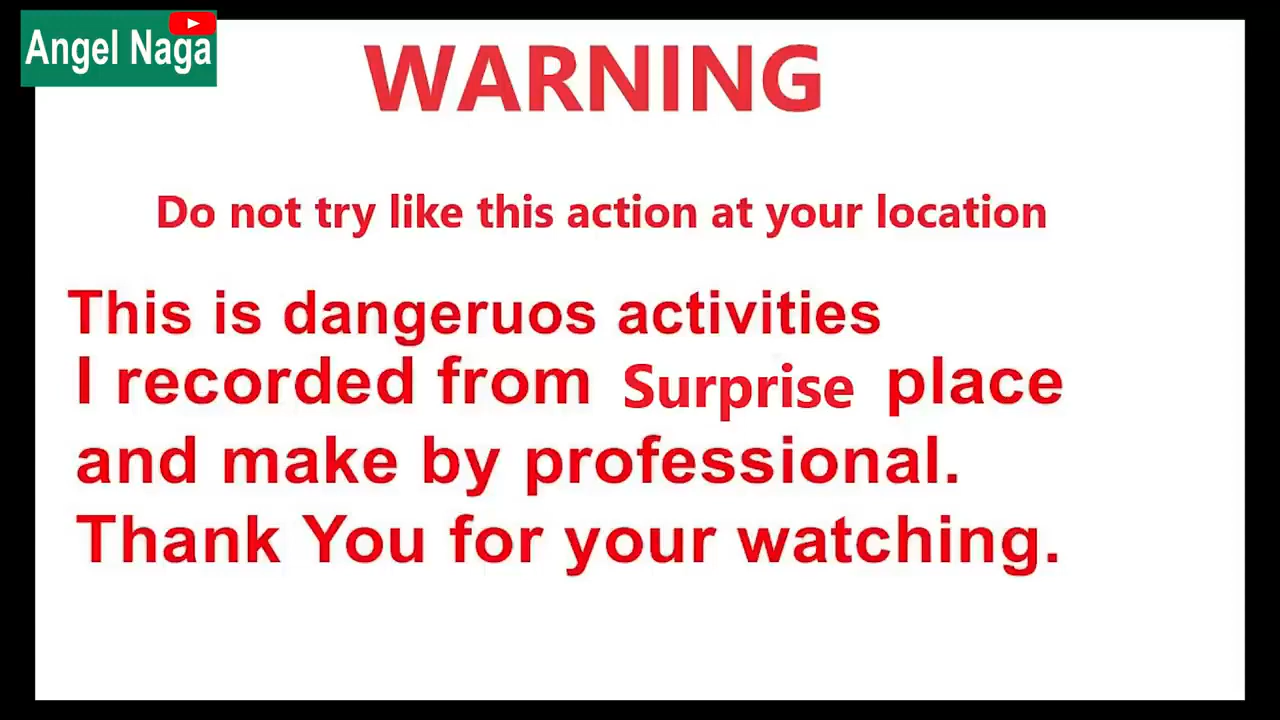 Angel Naga
WARNING
Do not try like this action at your location
This is dangeruos activities
I recorded from Surprise place
and make by professional.
Thank You for your watching.